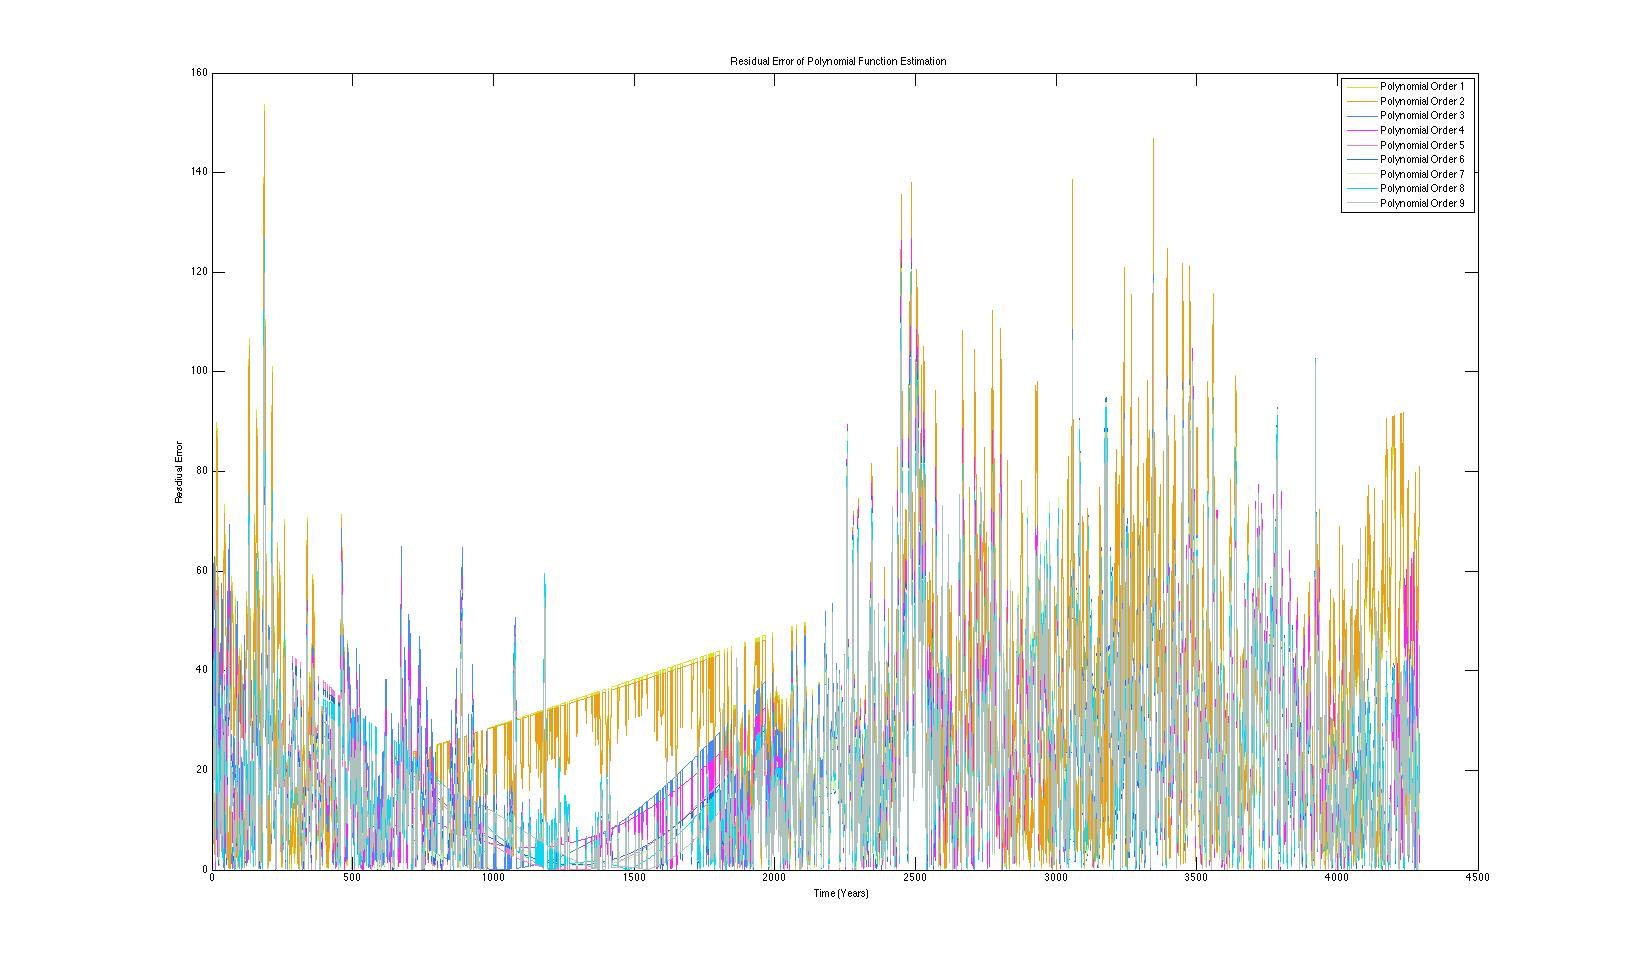 Residual Error of Polynomial Function Estimation
160
140
120
100
80
60
40
20
0
Resdiual Error
Polynomial Order 1
Polynomial Order 2
Polynomial Order 3
Polynomial Order 4
Polynomial Order 5
Polynomial Order 6
Polynomial Order 7
Polynomial Order 8
Polynomial Order 9
0 500 1000 1500 2000 2500 3000 3500 4000 4500
Time (Years)